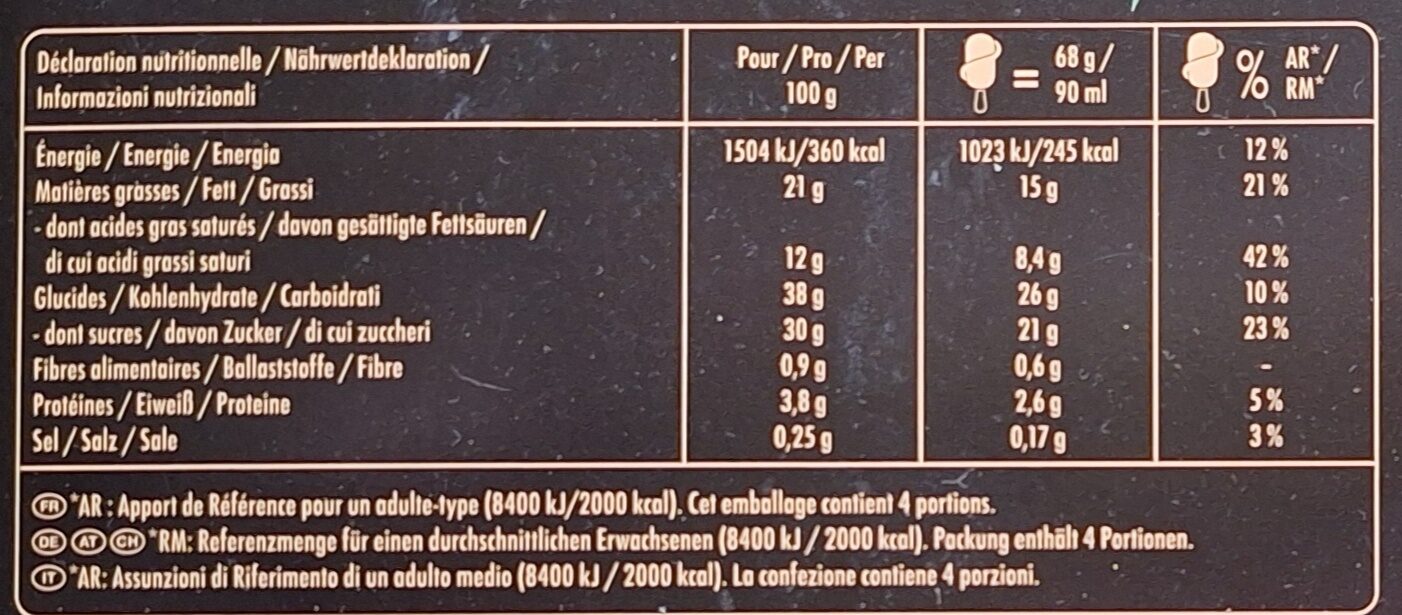 Déclaration nutritionnelle / Nährwertdeklaration /
Informazioni nutrizionali
Pour / Pro / Per
100 g
= 68 g /
90 ml
% AR* /
RM*
Énergie / Energie / Energia 1504 kJ/360 kcal 1023 kJ/245 kcal 12 %
Matières grasses / Fett / Grassi 21 g 15 g 21 %
- dont acides gras saturés / davon gesättigte Fettsäuren /
di cui acidi grassi saturi 12 g 8,4 g 42 %
Glucides / Kohlenhydrate / Carboidrati 38 g 26 g 10 %
- dont sucres / davon Zucker / di cui zuccheri 30 g 21 g 23 %
Fibres alimentaires / Ballaststoffe / Fibre 0,9 g 0,6 g -
Protéines / Eiweiß / Proteine 3,8 g 2,6 g 5 %
Sel / Salz / Sale 0,25 g 0,17 g 3 %
FR *AR : Apport de Référence pour un adulte-type (8400 kJ/2000 kcal). Cet emballage contient 4 portions.
DE AT CH *RM: Referenzmenge für einen durchschnittlichen Erwachsenen (8400 kJ / 2000 kcal). Packung enthält 4 Portionen.
IT *AR: Assunzioni di Riferimento di un adulto medio (8400 kJ / 2000 kcal). La confezione contiene 4 porzioni.